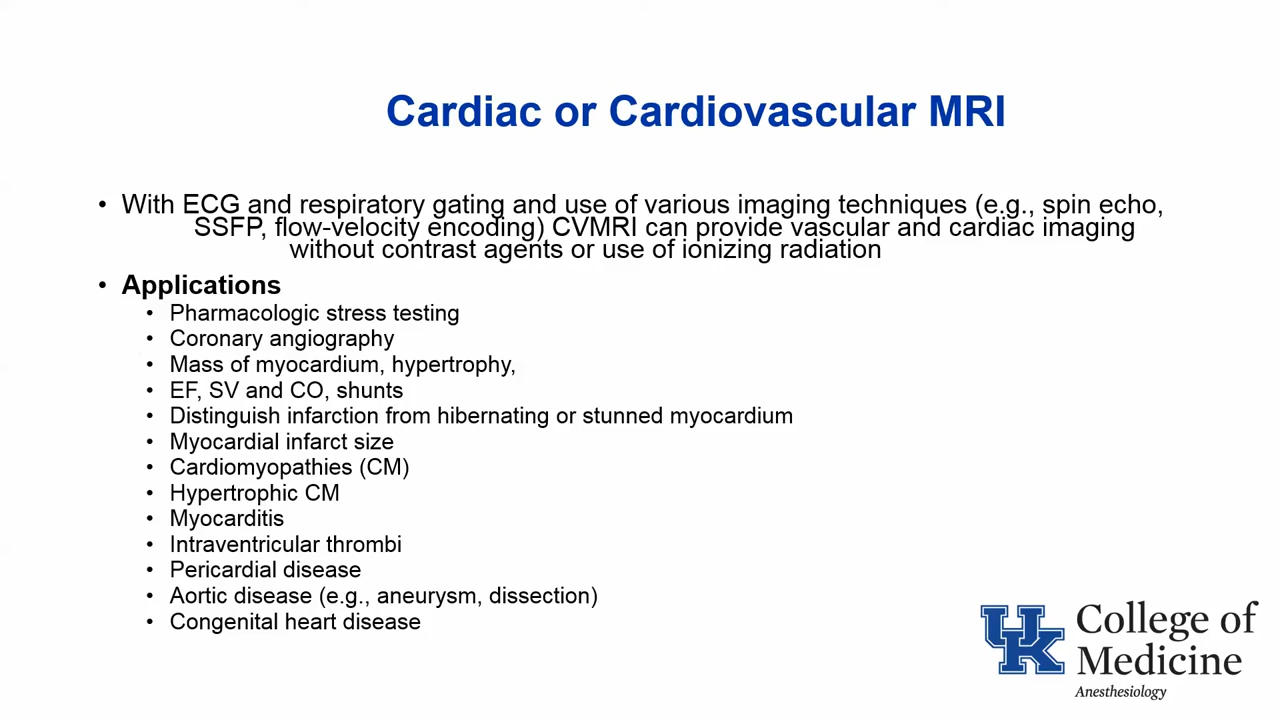 Cardiac or Cardiovascular MRI
• With ECG and respiratory gating and use of various imaging techniques (e.g., spin echo,
SSFP, flow-velocity encoding) CVMRI can provide vascular and cardiac imaging
without contrast agents or use of ionizing radiation
• Applications
• Pharmacologic stress testing
• Coronary angiography
• Mass of myocardium, hypertrophy,
• EF, SV and CO, shunts
• Distinguish infarction from hibernating or stunned myocardium
• Myocardial infarct size
• Cardiomyopathies (CM)
• Hypertrophic CM
• Myocarditis
• Intraventricular thrombi
• Pericardial disease
• Aortic disease (e.g., aneurysm, dissection)
• Congenital heart disease
UK
College of
Medicine
Anesthesiology